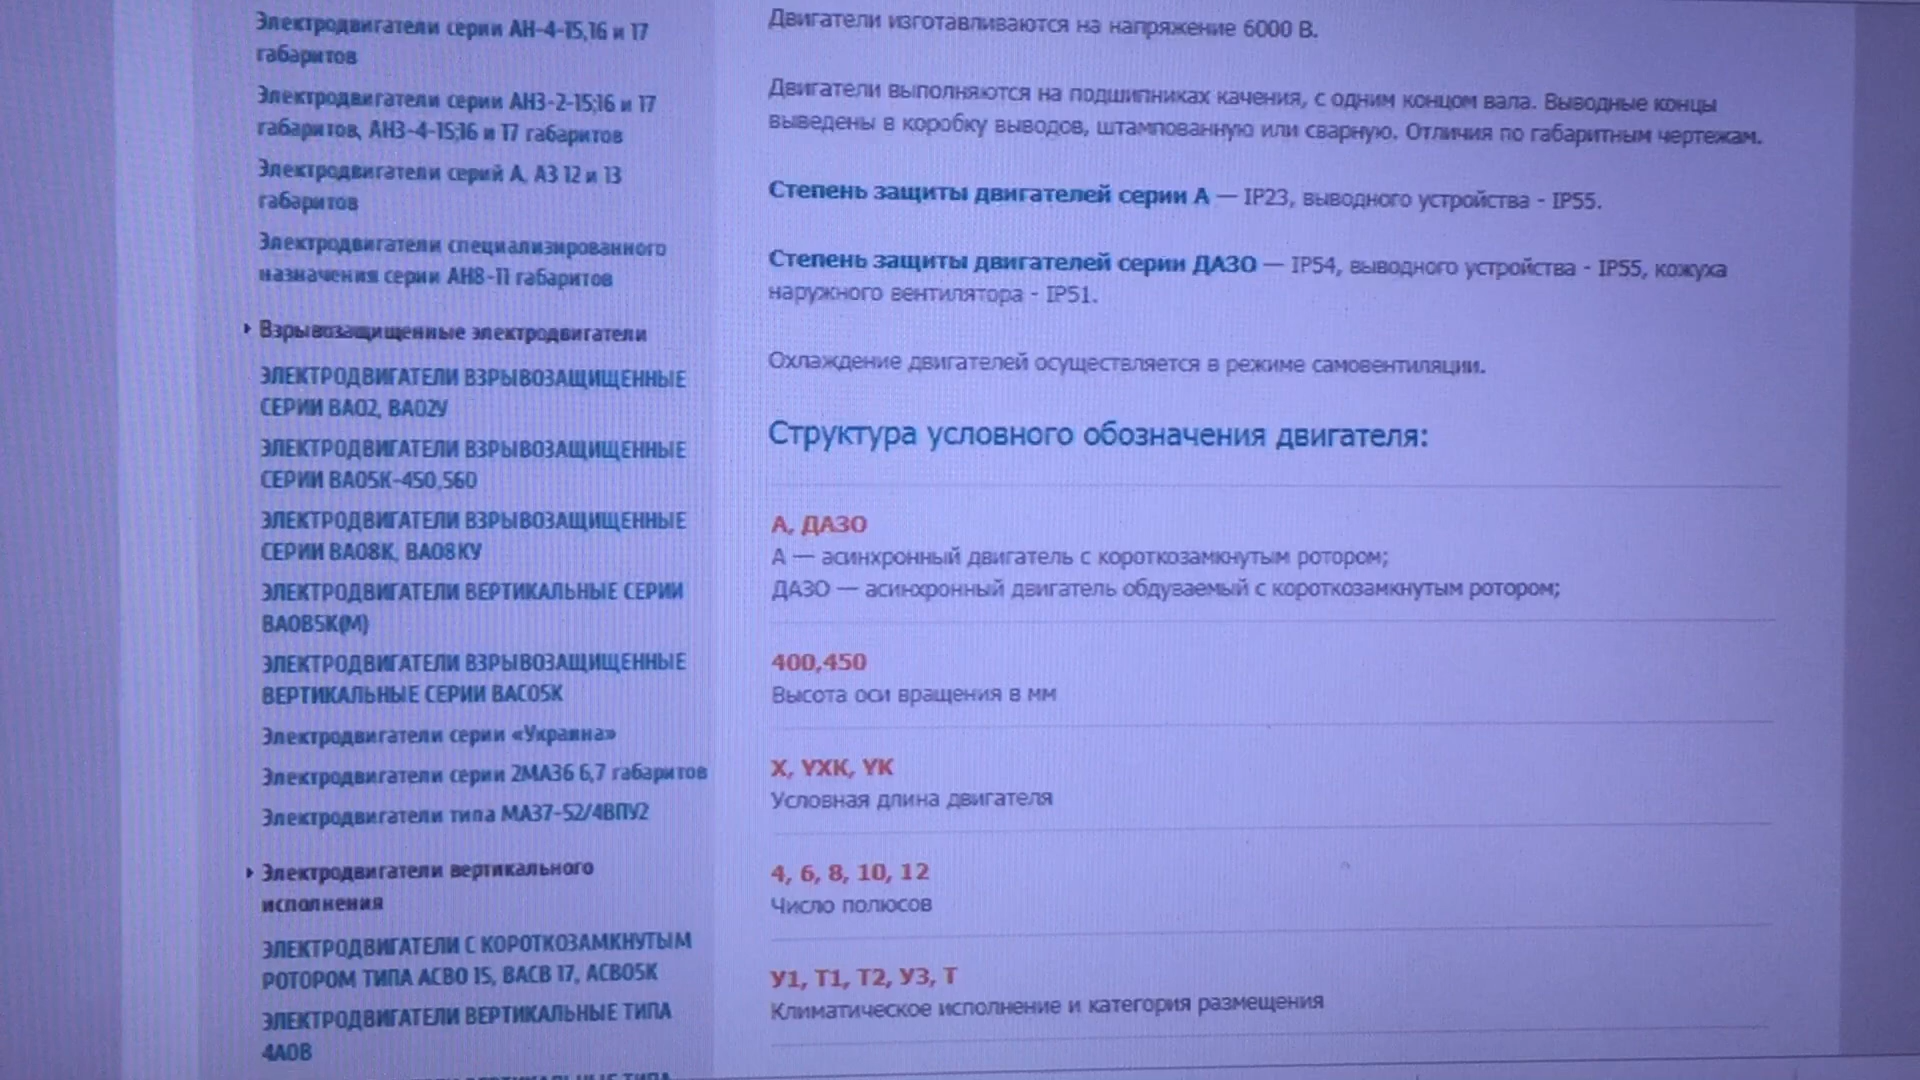 Электродвигатели серии АН-4-15,16 и 17
габаритов
Электродвигатели серии АНЗ-2-15;16 и 17
габаритов, АНЗ-4-15;16 и 17 габаритов
Электродвигатели серий А, АЗ 12 и 13
габаритов
Электродвигатели специализированного
назначения серии АН8-11 габаритов
Взрывозащищенные электродвигатели
ЭЛЕКТРОДВИГАТЕЛИ ВЗРЫВОЗАЩИЩЕННЫЕ
СЕРИИ ВАО2, ВАО2У
ЭЛЕКТРОДВИГАТЕЛИ ВЗРЫВОЗАЩИЩЕННЫЕ
СЕРИИ ВАО5К-450,560
ЭЛЕКТРОДВИГАТЕЛИ ВЗРЫВОЗАЩИЩЕННЫЕ
СЕРИИ ВАО8К, ВАО8КУ
ЭЛЕКТРОДВИГАТЕЛИ ВЕРТИКАЛЬНЫЕ СЕРИИ
ВАОВ5К(М)
ЭЛЕКТРОДВИГАТЕЛИ ВЗРЫВОЗАЩИЩЕННЫЕ
ВЕРТИКАЛЬНЫЕ СЕРИИ ВАСО5К
Электродвигатели серии «Украина»
Электродвигатели серии 2МА36 6,7 габаритов
Электродвигатели типа МА37-52/4ВПУ2
Электродвигатели вертикального
исполнения
ЭЛЕКТРОДВИГАТЕЛИ С КОРОТКОЗАМКНУТЫМ
РОТОРОМ ТИПА АСВО 15, ВАСВ 17, АСВО5К
ЭЛЕКТРОДВИГАТЕЛИ ВЕРТИКАЛЬНЫЕ ТИПА
4АОВ
Двигатели изготавливаются на напряжение 6000 В.
Двигатели выполняются на подшипниках качения, с одним концом вала. Выводные концы
выведены в коробку выводов, штампованную или сварную. Отличия по габаритным чертежам.
Степень защиты двигателей серии А — IP23, выводного устройства - IP55.
Степень защиты двигателей серии ДАЗО — IP54, выводного устройства - IP55, кожуха
наружного вентилятора - IP51.
Охлаждение двигателей осуществляется в режиме самовентиляции.
Структура условного обозначения двигателя:
А, ДАЗО
А — асинхронный двигатель с короткозамкнутым ротором;
ДАЗО — асинхронный двигатель обдуваемый с короткозамкнутым ротором;
400,450
Высота оси вращения в мм
X, YXK, YK
Условная длина двигателя
4, 6, 8, 10, 12
Число полюсов
У1, Т1, Т2, У3, Т
Климатическое исполнение и категория размещения